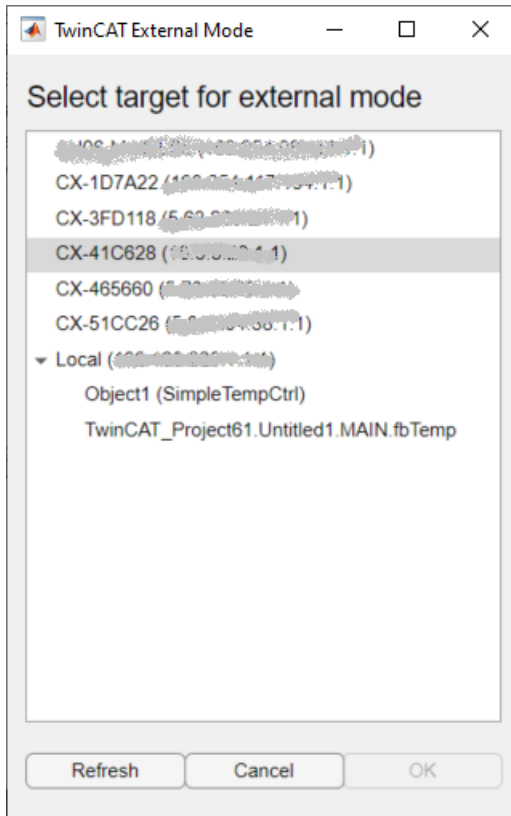 TwinCAT External Mode
Select target for external mode
CX-1D7A22
CX-3FD118
CX-41C628
CX-465660
CX-51CC26
Local
Object1 (SimpleTempCtrl)
TwinCAT_Project61.Untitled1.MAIN.fbTemp
Refresh Cancel OK